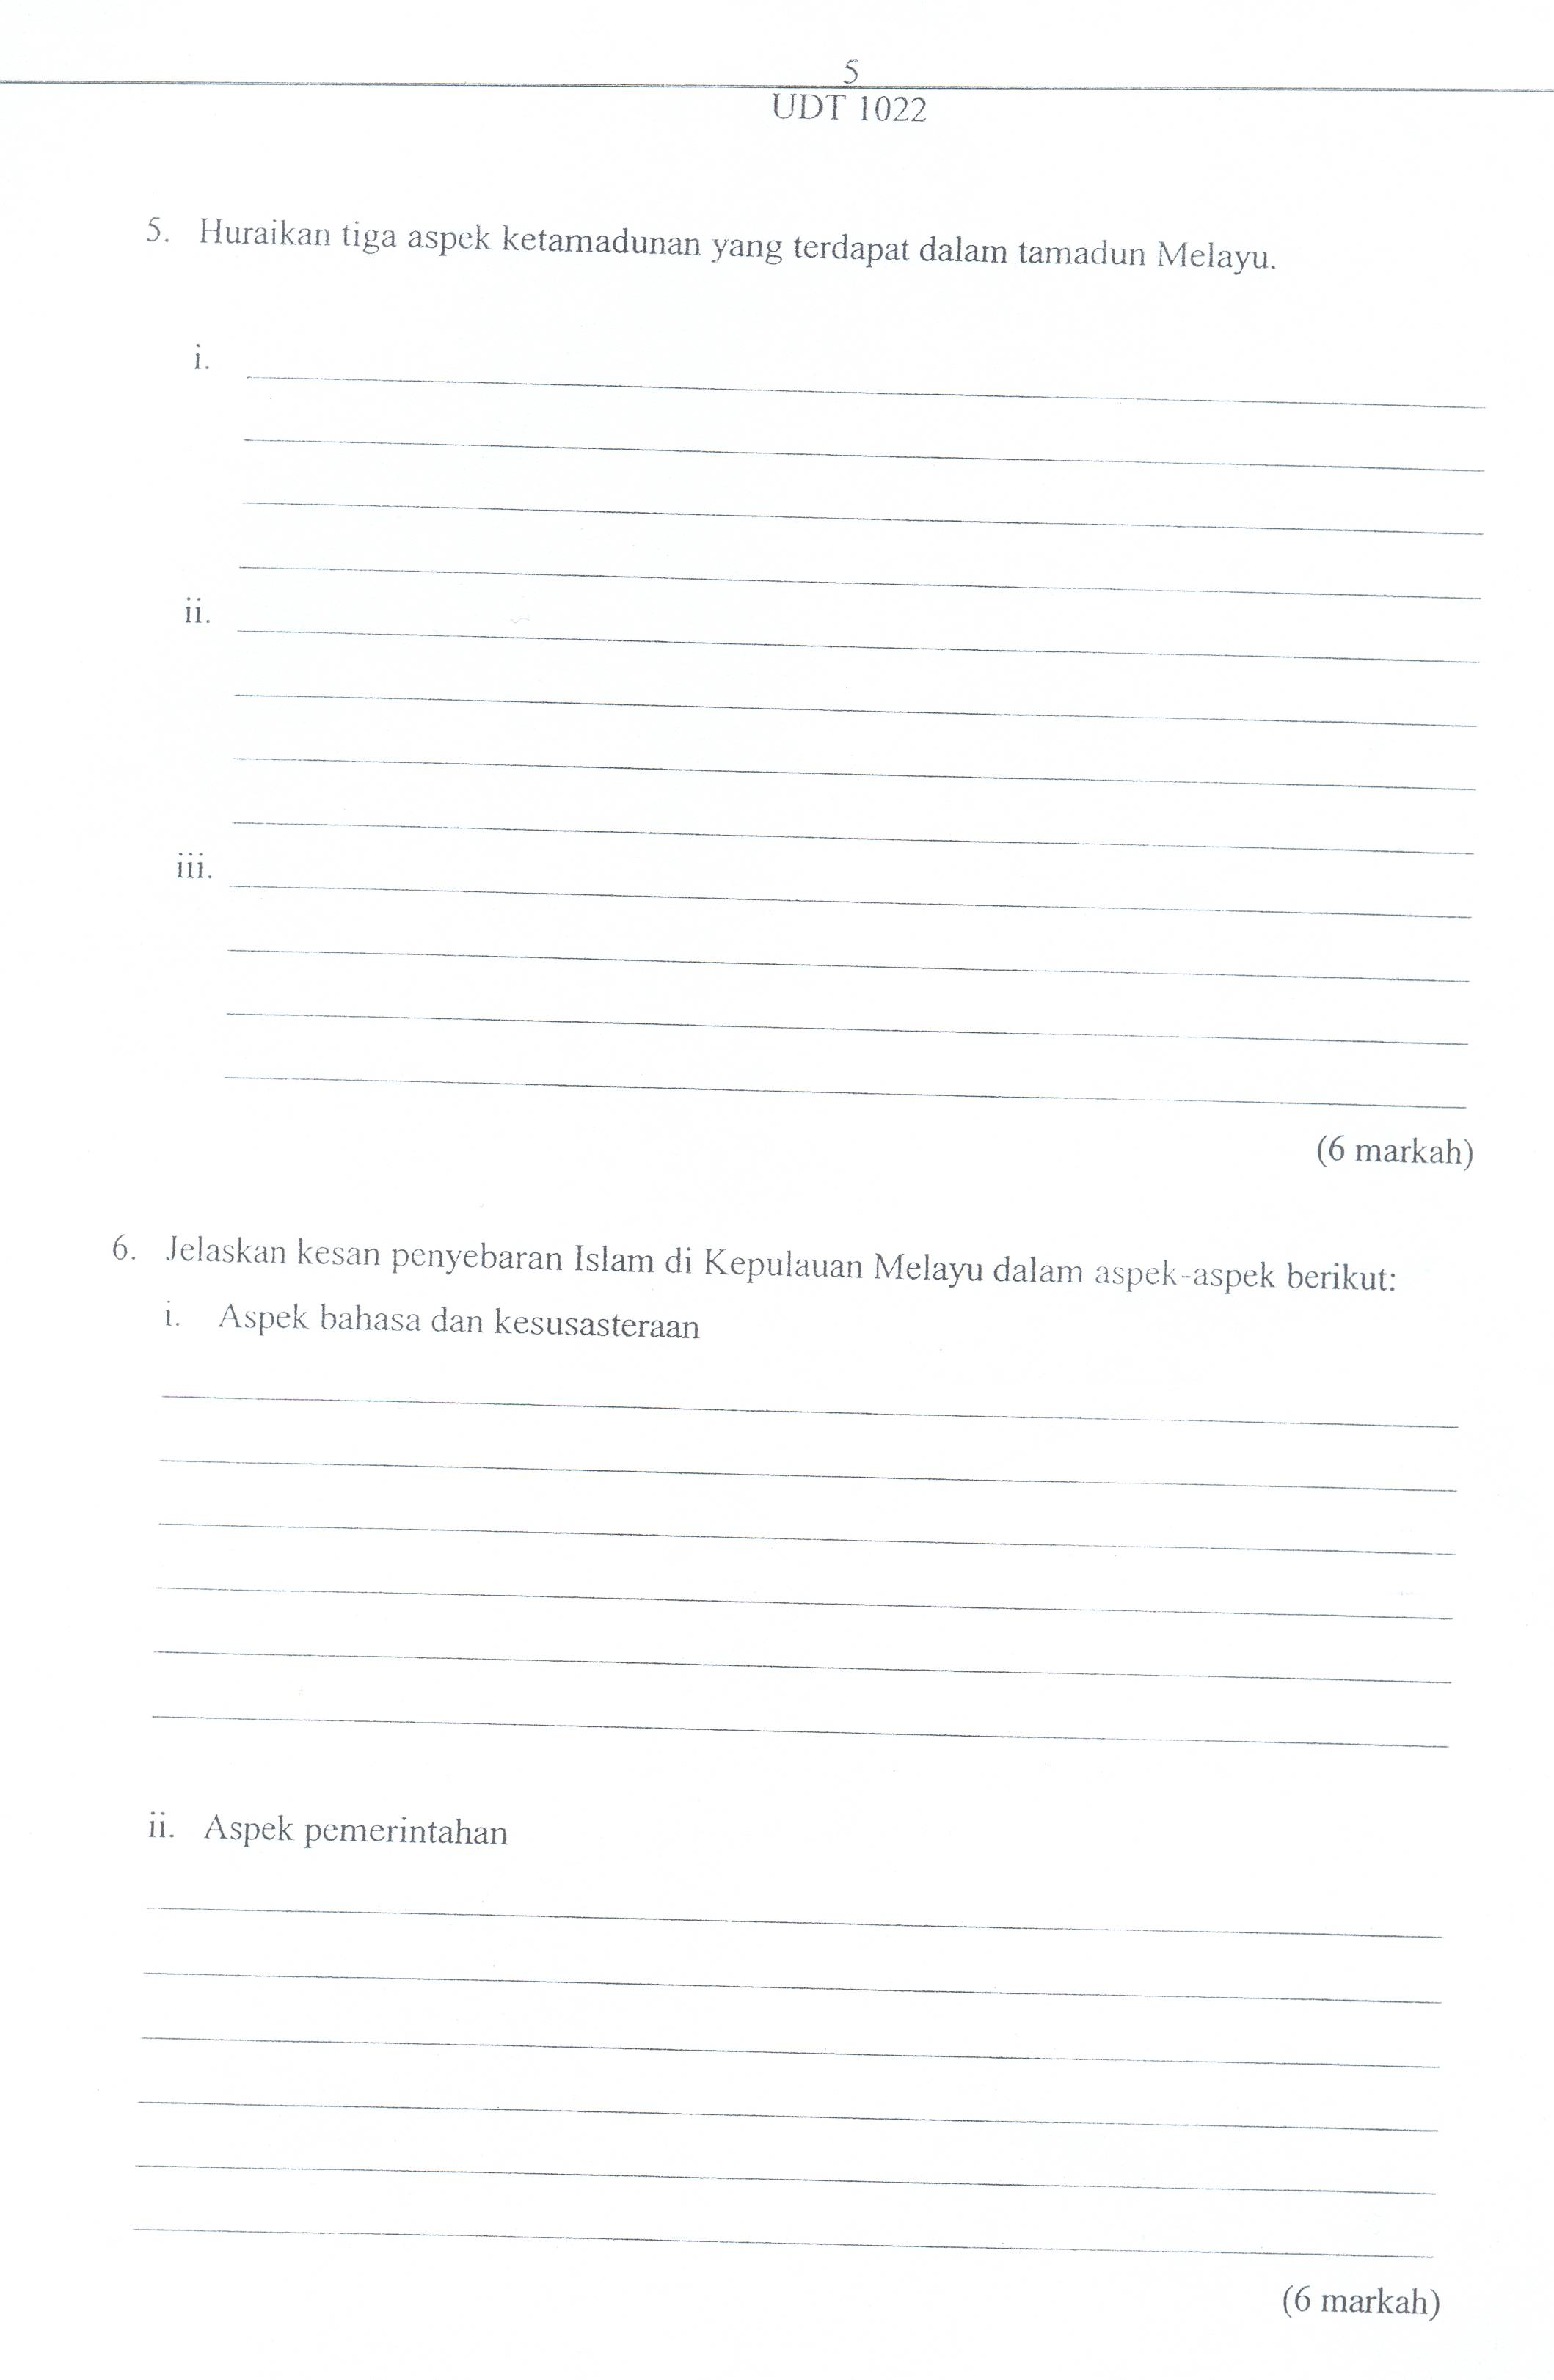 5
UDT 1022
5. Huraikan tiga aspek ketamadunan yang terdapat dalam tamadun Melayu.
i.
ii.
iii.
(6 markah)
6. Jelaskan kesan penyebaran Islam di Kepulauan Melayu dalam aspek-aspek berikut:
i. Aspek bahasa dan kesusasteraan
ii. Aspek pemerintahan
(6 markah)